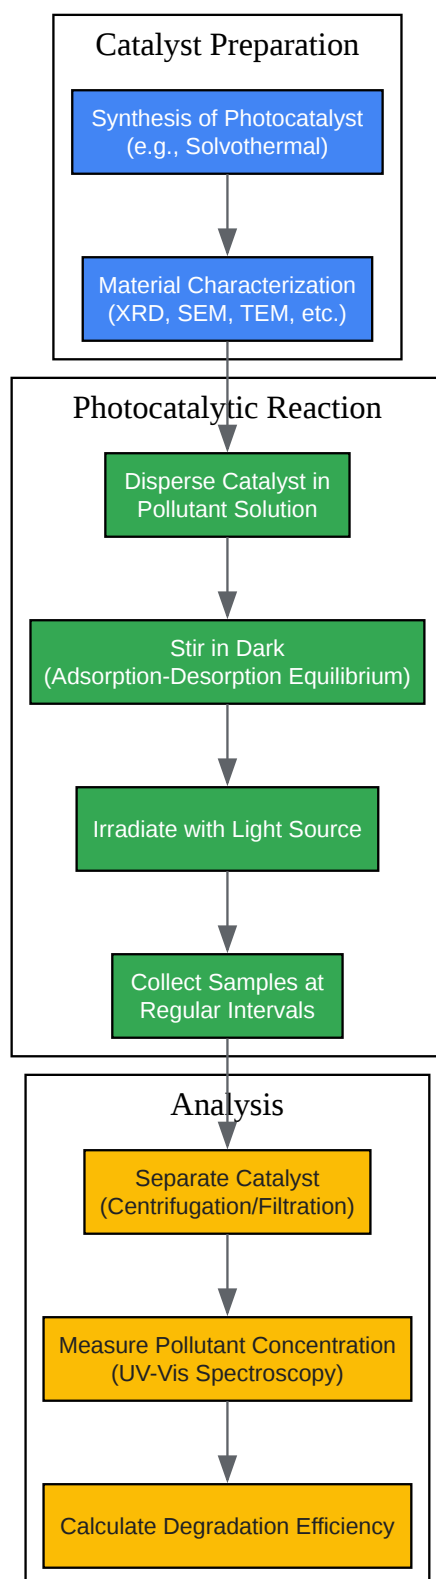 Catalyst Preparation
Synthesis of Photocatalyst
(e.g., Solvothermal)
Material Characterization
(XRD, SEM, TEM, etc.)
Photocatalytic Reaction
Disperse Catalyst in
Pollutant Solution
Stir in Dark
(Adsorption-Desorption Equilibrium)
Irradiate with Light Source
Collect Samples at
Regular Intervals
Analysis
Separate Catalyst
(Centrifugation/Filtration)
Measure Pollutant Concentration
(UV-Vis Spectroscopy)
Calculate Degradation Efficiency